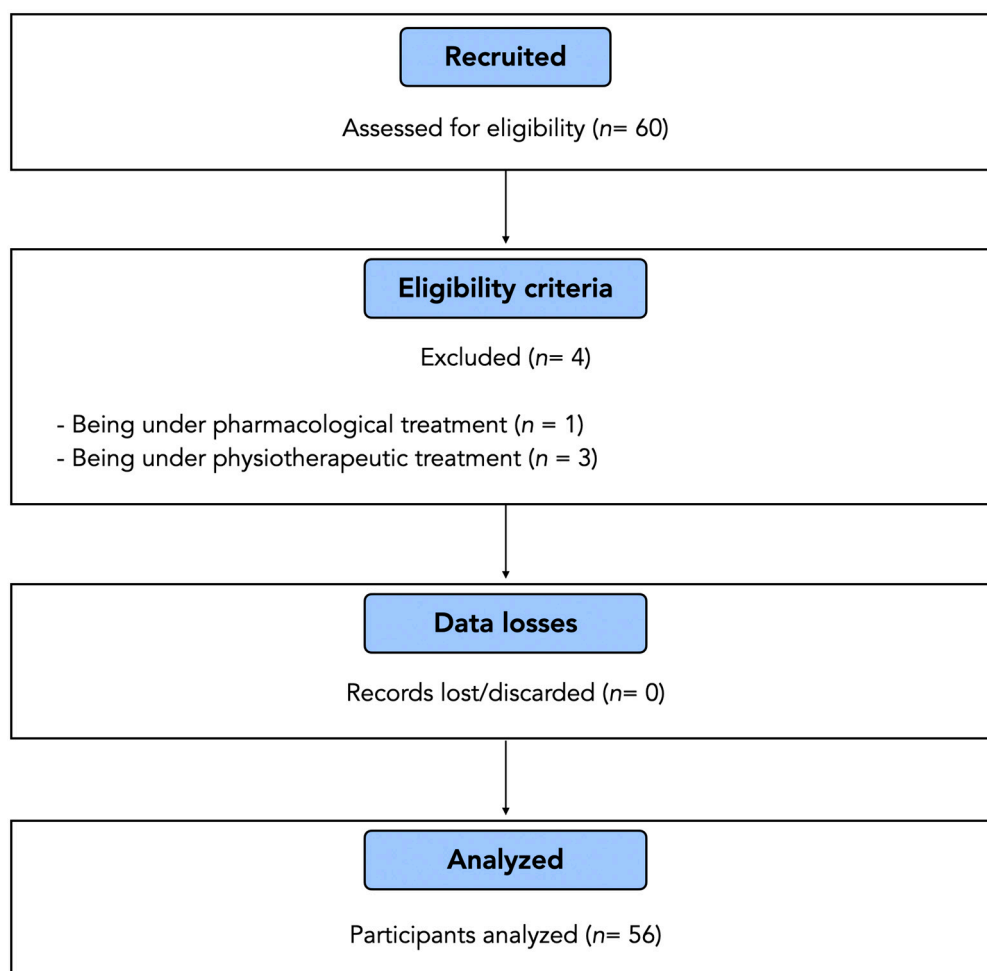 Recruited
Assessed for eligibility (n= 60)
Eligibility criteria
Excluded (n= 4)
- Being under pharmacological treatment (n = 1)
- Being under physiotherapeutic treatment (n = 3)
Data losses
Records lost/discarded (n= 0)
Analyzed
Participants analyzed (n= 56)